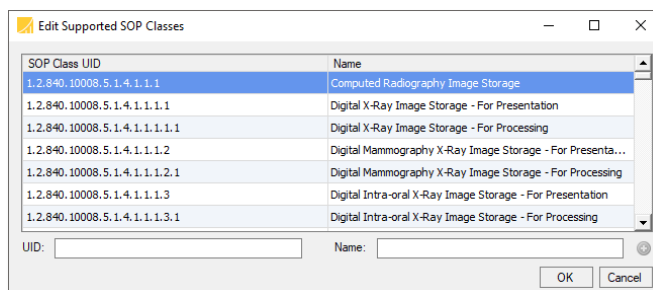 Edit Supported SOP Classes
SOP Class UID Name
1.2.840.10008.5.1.4.1.1.1 Computed Radiography Image Storage
1.2.840.10008.5.1.4.1.1.1.1 Digital X-Ray Image Storage - For Presentation
1.2.840.10008.5.1.4.1.1.1.1.1 Digital X-Ray Image Storage - For Processing
1.2.840.10008.5.1.4.1.1.1.2 Digital Mammography X-Ray Image Storage - For Presenta...
1.2.840.10008.5.1.4.1.1.1.2.1 Digital Mammography X-Ray Image Storage - For Processing
1.2.840.10008.5.1.4.1.1.1.3 Digital Intra-oral X-Ray Image Storage - For Presentation
1.2.840.10008.5.1.4.1.1.1.3.1 Digital Intra-oral X-Ray Image Storage - For Processing
UID: Name:
OK Cancel